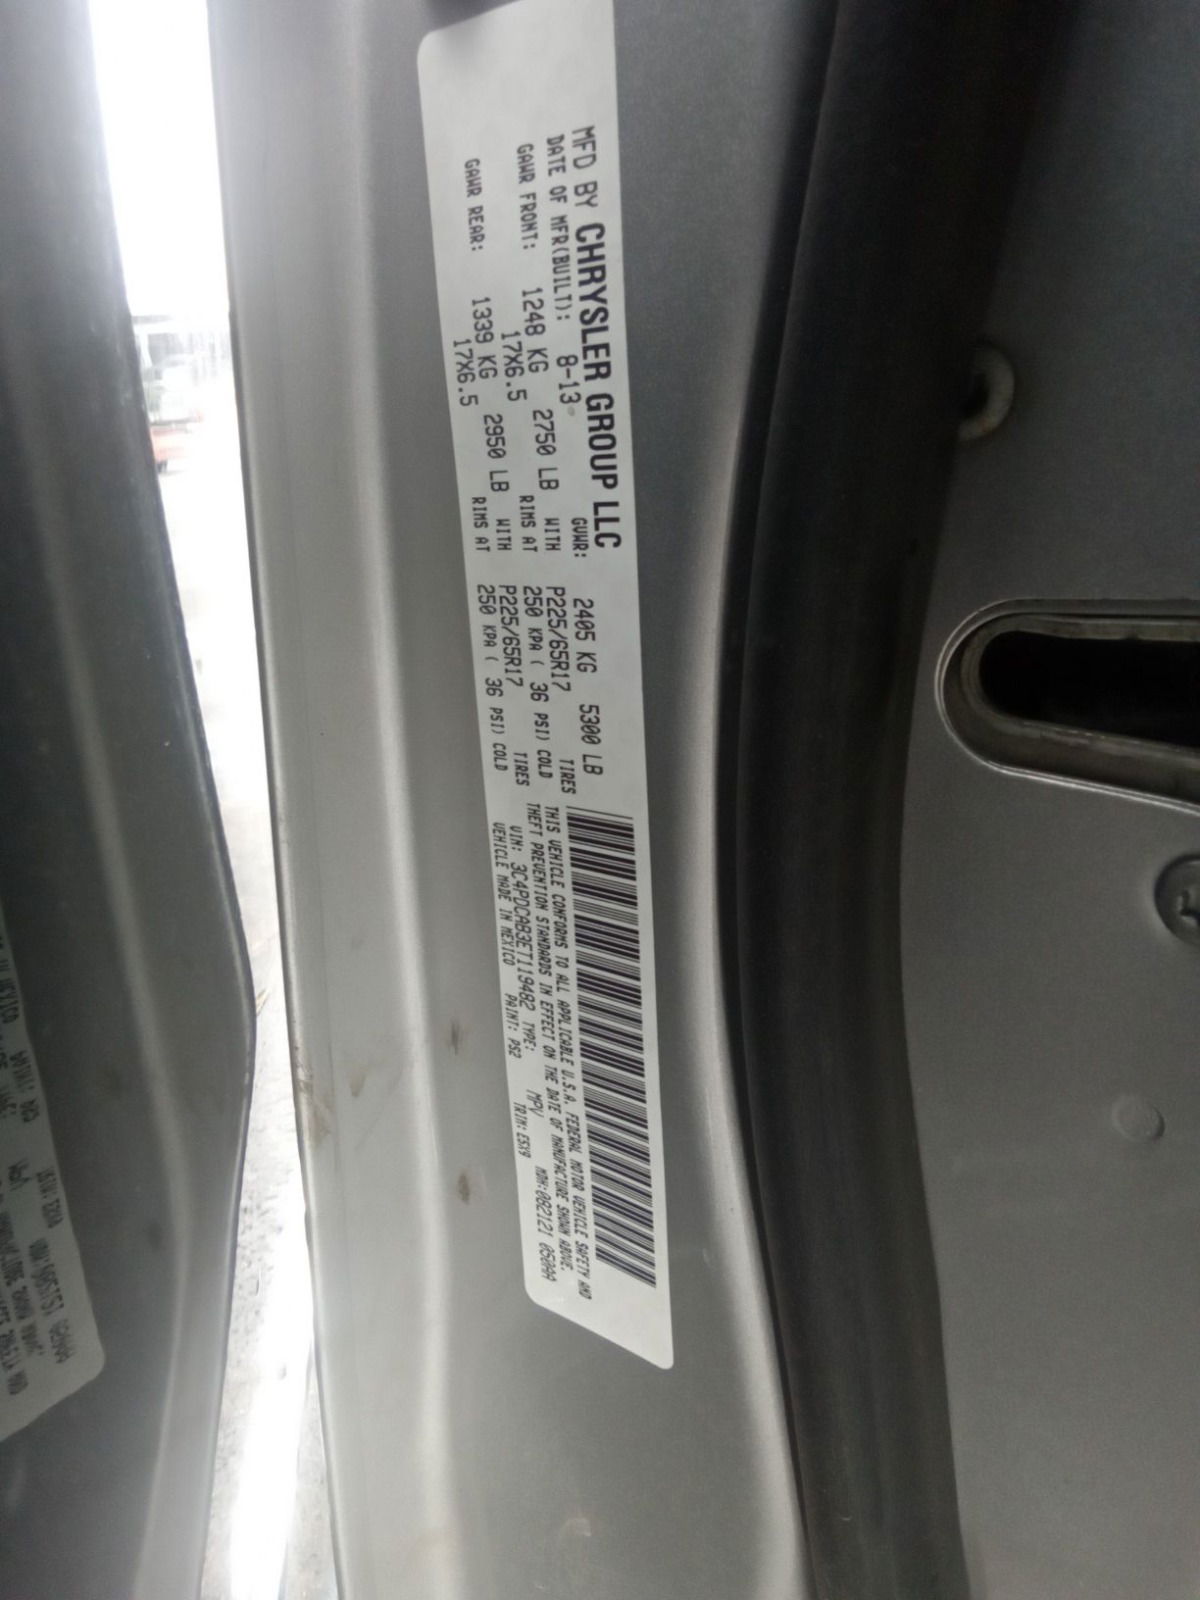 MFD BY CHRYSLER GROUP LLC
DATE OF MFR(BUILT): 8-13 GVWR: 2405 KG 5300 LB
GAWR FRONT: 1248 KG 2750 LB WITH P225/65R17 TIRES
17X6.5 RIMS AT 250 KPA ( 36 PSI) COLD
GAWR REAR: 1339 KG 2950 LB WITH P225/65R17 TIRES
17X6.5 RIMS AT 250 KPA ( 36 PSI) COLD
THIS VEHICLE CONFORMS TO ALL APPLICABLE U.S.A. FEDERAL MOTOR VEHICLE SAFETY AND
THEFT PREVENTION STANDARDS IN EFFECT ON THE DATE OF MANUFACTURE SHOWN ABOVE.
VIN: 3C4PDCAB3ET119482 TYPE: MPV MDH:082121 050AA
VEHICLE MADE IN MEXICO PAINT: PS2 TRIM: E5X9